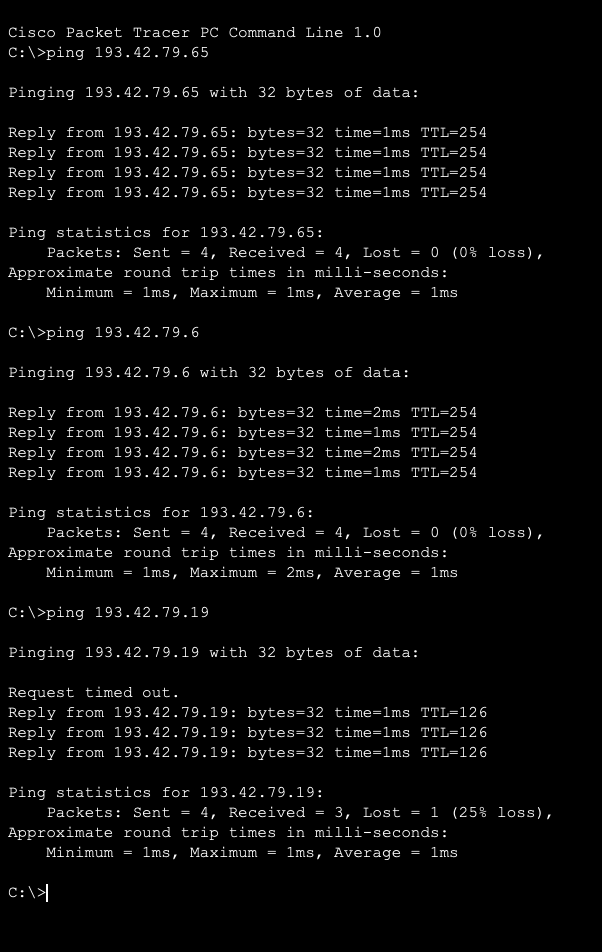 Cisco Packet Tracer PC Command Line 1.0
C:\>ping 193.42.79.65
Pinging 193.42.79.65 with 32 bytes of data:
Reply from 193.42.79.65: bytes=32 time=1ms TTL=254
Reply from 193.42.79.65: bytes=32 time=1ms TTL=254
Reply from 193.42.79.65: bytes=32 time=1ms TTL=254
Reply from 193.42.79.65: bytes=32 time=1ms TTL=254
Ping statistics for 193.42.79.65:
Packets: Sent = 4, Received = 4, Lost = 0 (0% loss),
Approximate round trip times in milli-seconds:
Minimum = 1ms, Maximum = 1ms, Average = 1ms
C:\>ping 193.42.79.6
Pinging 193.42.79.6 with 32 bytes of data:
Reply from 193.42.79.6: bytes=32 time=2ms TTL=254
Reply from 193.42.79.6: bytes=32 time=1ms TTL=254
Reply from 193.42.79.6: bytes=32 time=2ms TTL=254
Reply from 193.42.79.6: bytes=32 time=1ms TTL=254
Ping statistics for 193.42.79.6:
Packets: Sent = 4, Received = 4, Lost = 0 (0% loss),
Approximate round trip times in milli-seconds:
Minimum = 1ms, Maximum = 2ms, Average = 1ms
C:\>ping 193.42.79.19
Pinging 193.42.79.19 with 32 bytes of data:
Request timed out.
Reply from 193.42.79.19: bytes=32 time=1ms TTL=126
Reply from 193.42.79.19: bytes=32 time=1ms TTL=126
Reply from 193.42.79.19: bytes=32 time=1ms TTL=126
Ping statistics for 193.42.79.19:
Packets: Sent = 4, Received = 3, Lost = 1 (25% loss),
Approximate round trip times in milli-seconds:
Minimum = 1ms, Maximum = 1ms, Average = 1ms
C:\>